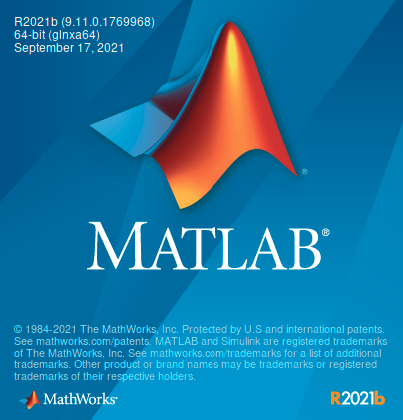 R2021b (9.11.0.1769968)
64-bit (glnxa64)
September 17, 2021
®
MATLAB®
© 1984-2021 The MathWorks, Inc. Protected by U.S and international patents.
See mathworks.com/patents. MATLAB and Simulink are registered trademarks
of The MathWorks, Inc. See mathworks.com/trademarks for a list of additional
trademarks. Other product or brand names may be trademarks or registered
trademarks of their respective holders.
MathWorks® R2021b